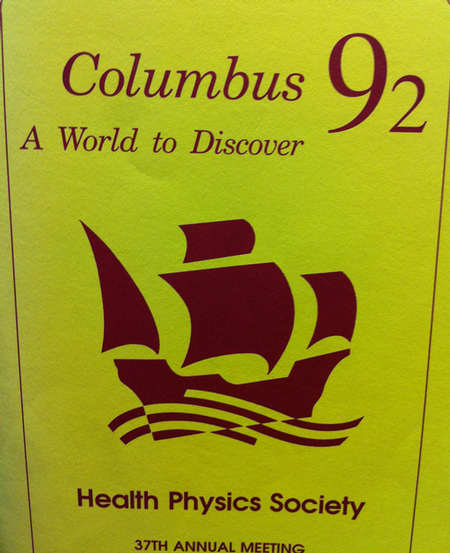 Columbus 92
A World to Discover
Health Physics Society
37TH ANNUAL MEETING